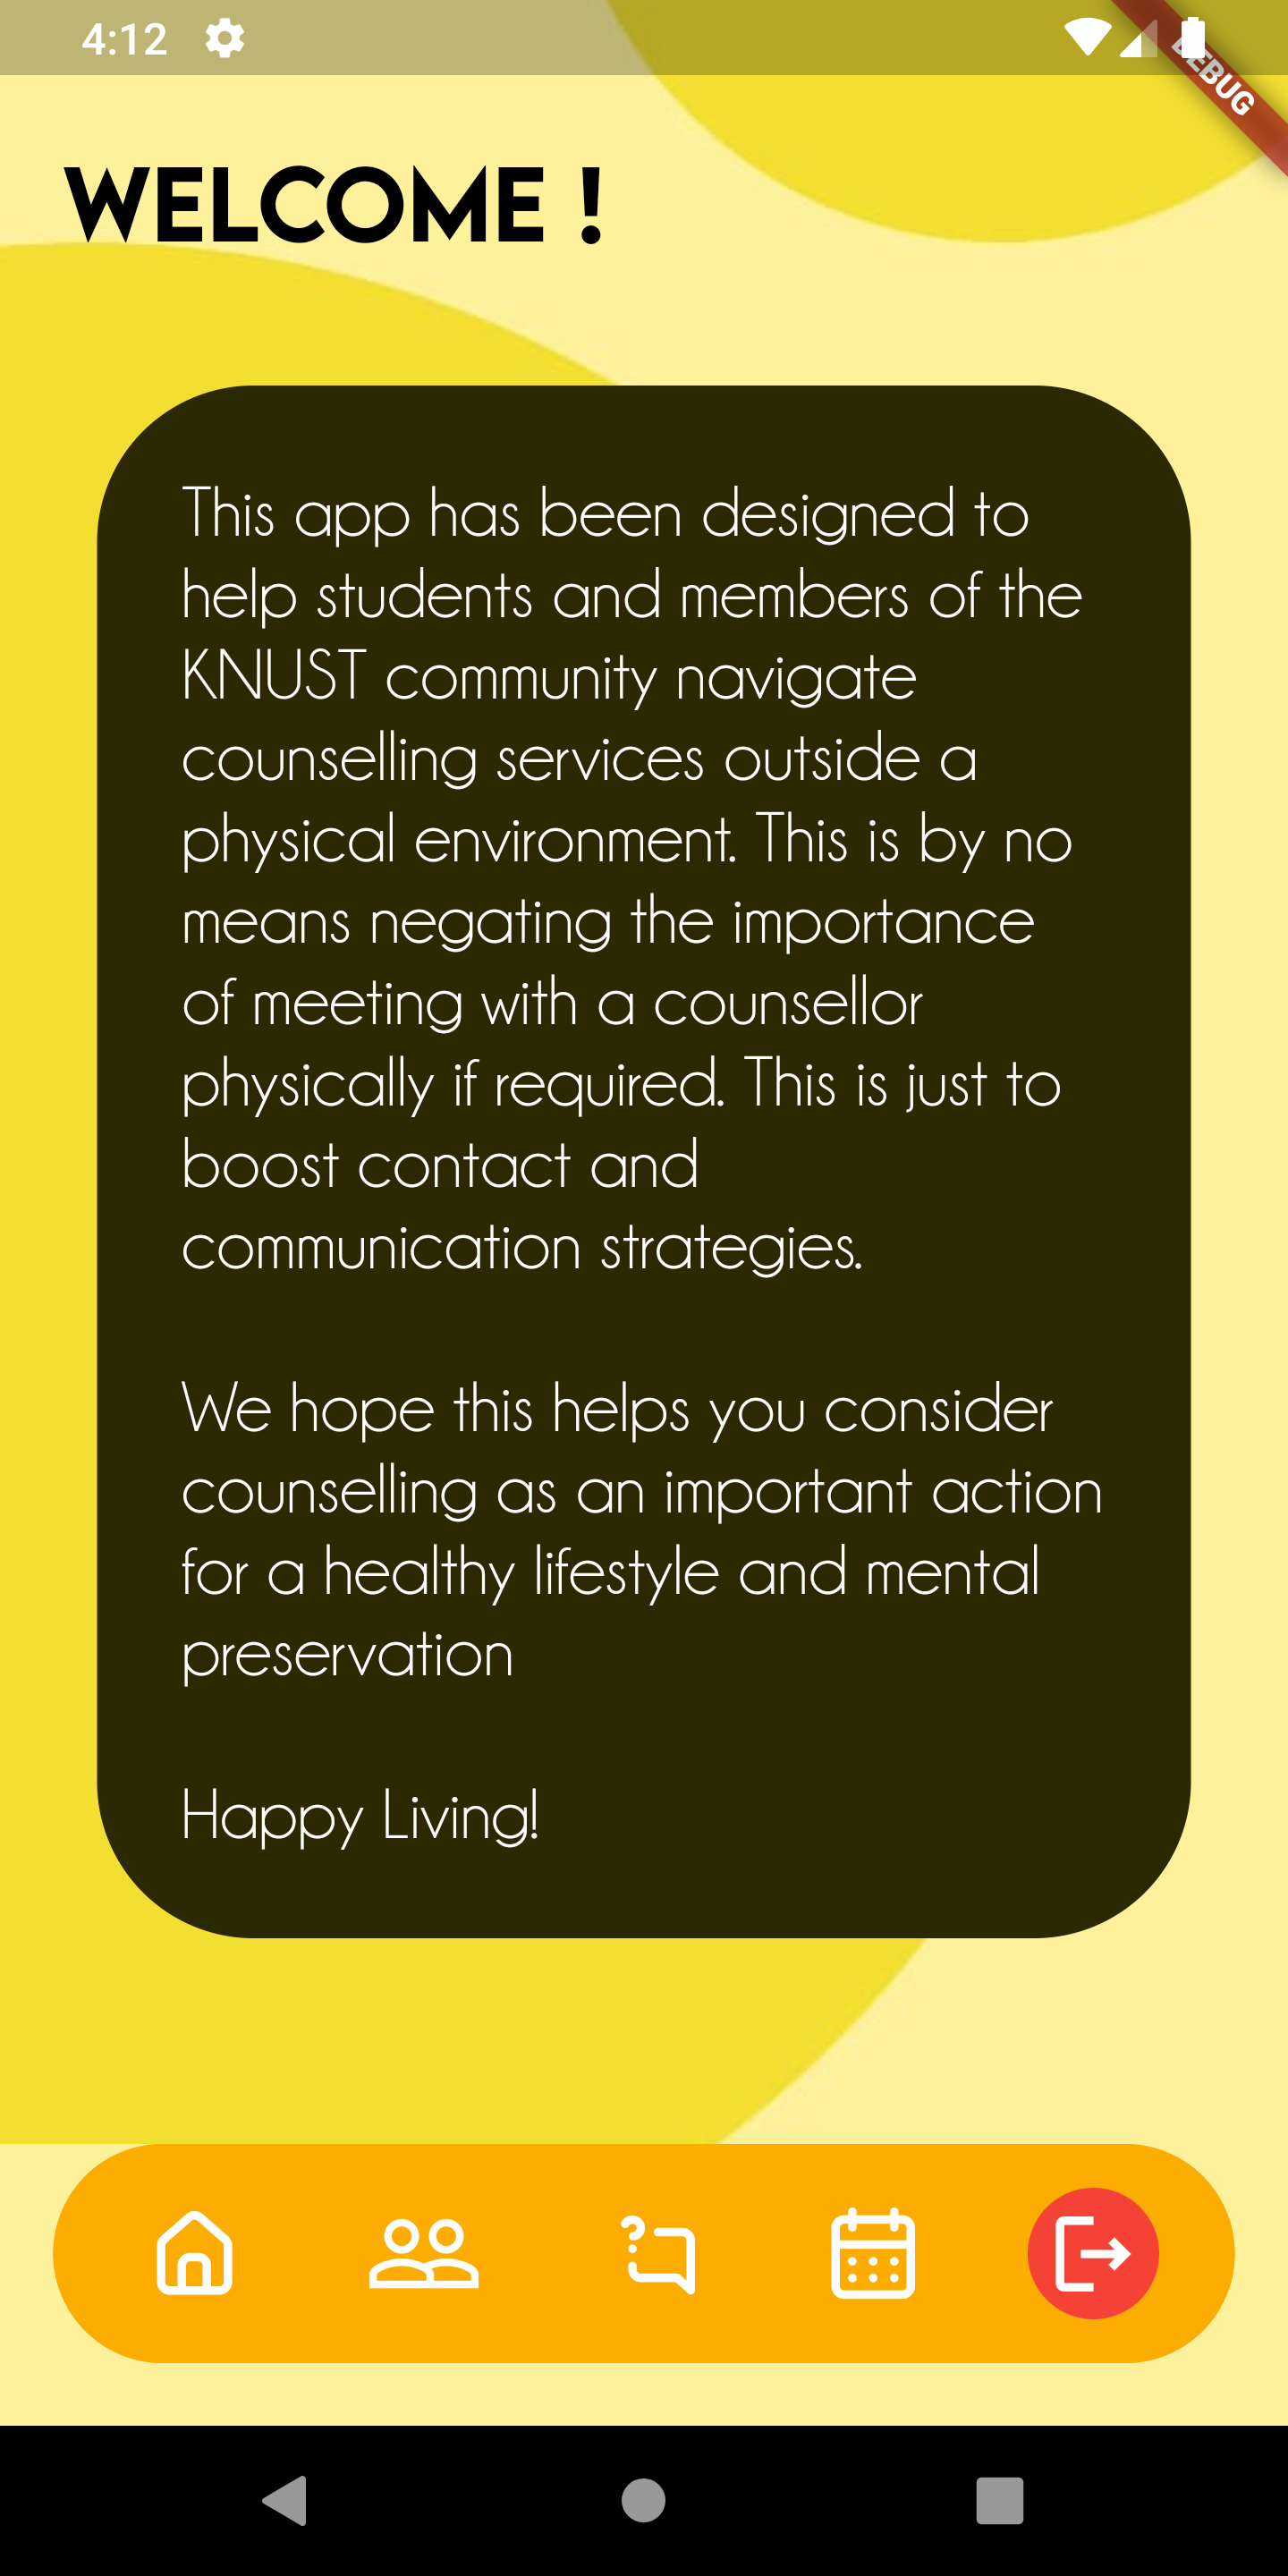 4:12
DEBUG
WELCOME !
This app has been designed to
help students and members of the
KNUST community navigate
counselling services outside a
physical environment. This is by no
means negating the importance
of meeting with a counsellor
physically if required. This is just to
boost contact and
communication strategies.
We hope this helps you consider
counselling as an important action
for a healthy lifestyle and mental
preservation
Happy Living!